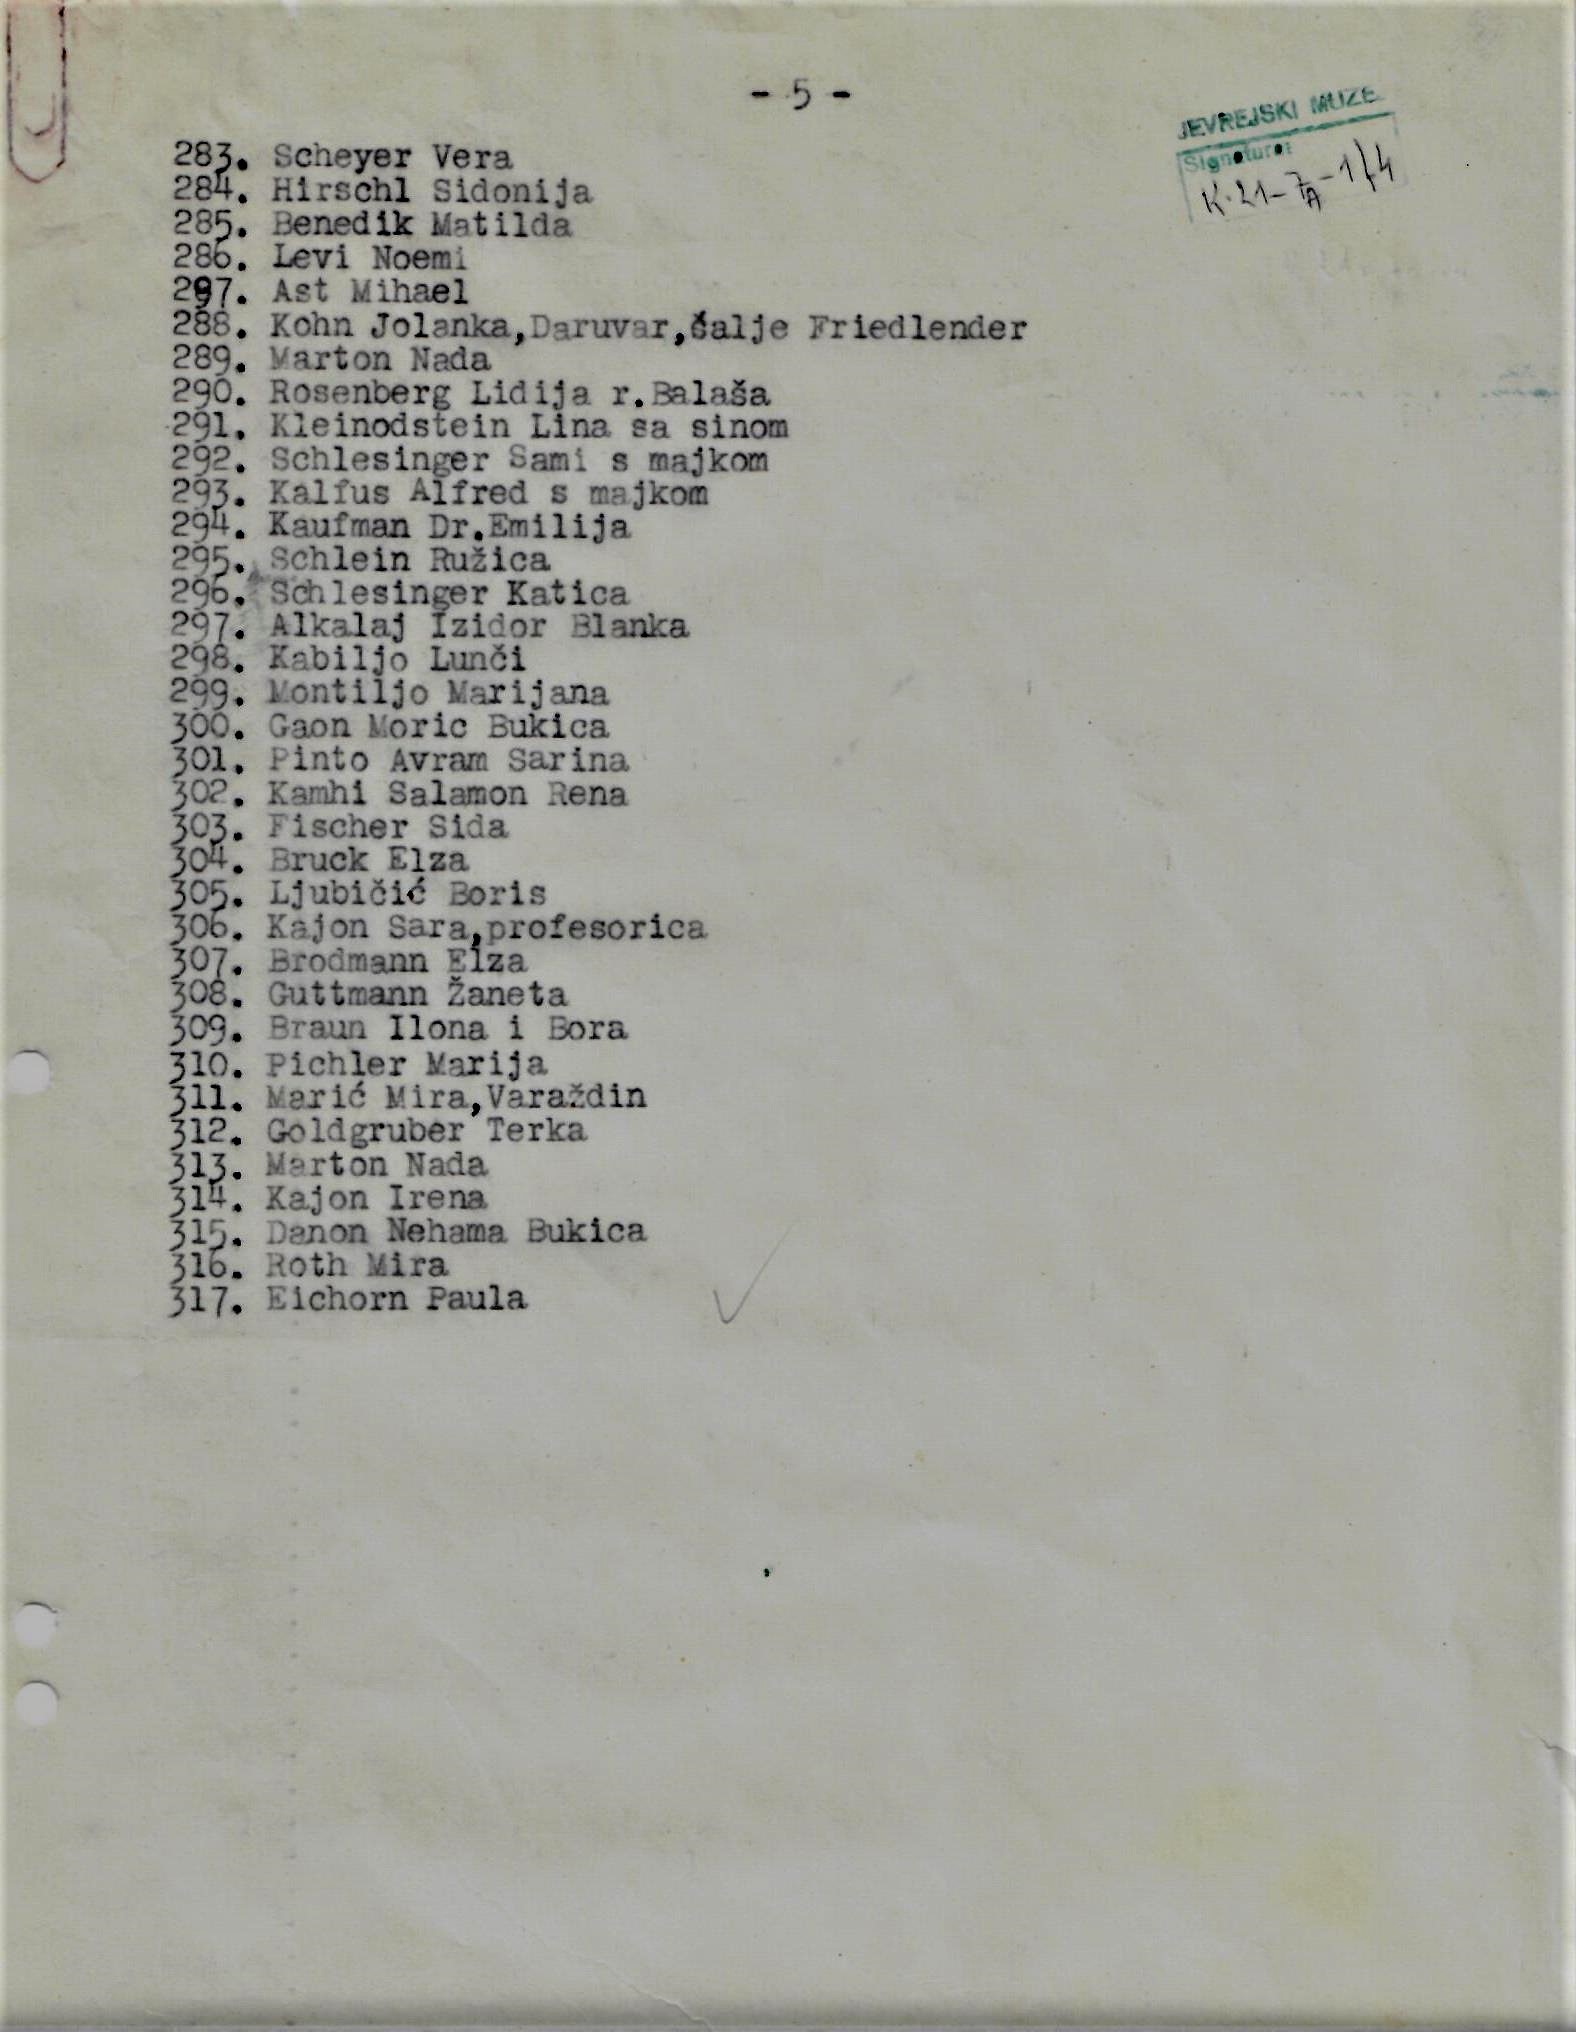 - 5 -
JEVREJSKI MUZE
Signatura:
K-21-7A-1/4
283. Scheyer Vera
284. Hirschl Sidonija
285. Benedik Matilda
286. Levi Noemi
297. Ast Mihael
288. Kohn Jolanka,Daruvar,šalje Friedlender
289. Marton Nada
290. Rosenberg Lidija r.Balaša
291. Kleinodstein Lina sa sinom
292. Schlesinger Sami s majkom
293. Kalfus Alfred s majkom
294. Kaufman Dr.Emilija
295. Schlein Ružica
296. Schlesinger Katica
297. Alkalaj Izidor Blanka
298. Kabiljo Lunči
299. Montiljo Marijana
300. Gaon Moric Bukica
301. Pinto Avram Sarina
302. Kamhi Salamon Rena
303. Fischer Sida
304. Bruck Elza
305. Ljubičić Boris
306. Kajon Sara,profesorica
307. Brodmann Elza
308. Guttmann Žaneta
309. Braun Ilona i Bora
310. Pichler Marija
311. Marić Mira,Varaždin
312. Goldgruber Terka
313. Marton Nada
314. Kajon Irena
315. Danon Nehama Bukica
316. Roth Mira
317. Eichorn Paula